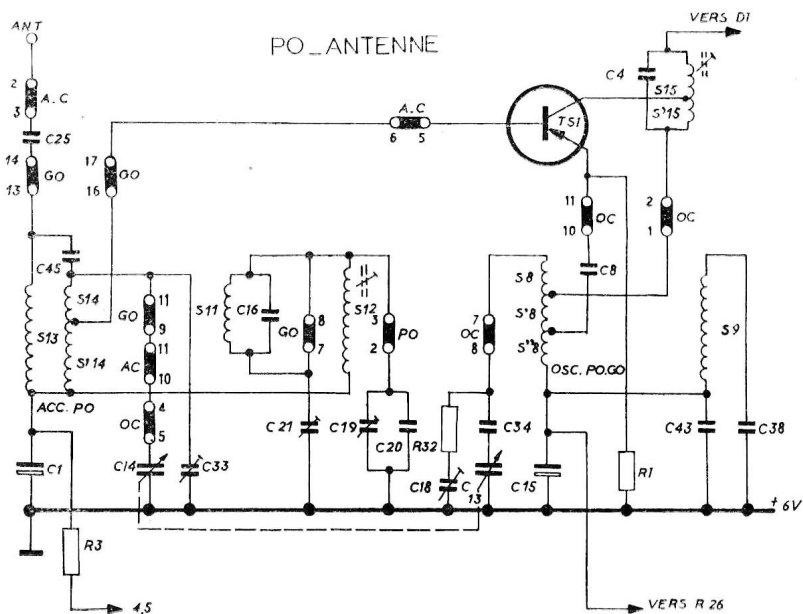 VERS D1
ANT
PO_ANTENNE
C4
2
A.C
3
A.C
S15
S'15
TS1
C25
6 5
14
GO
13
17
GO
16
11
OC
10
2
OC
1
C45
C8
S14
S13
S'14
GO
11
9
AC
11
10
S11
C16
GO
8
7
S12
3
PO
2
7
OC
8
S8
S'8
S"8
S9
ACC. PO
OSC. PO.GO
OC
4
5
C21
C19
C20
R32
C34
C43
C38
C1
C14
C33
C18
C
13
C15
R1
+ 6V
R3
4,5
VERS R 26